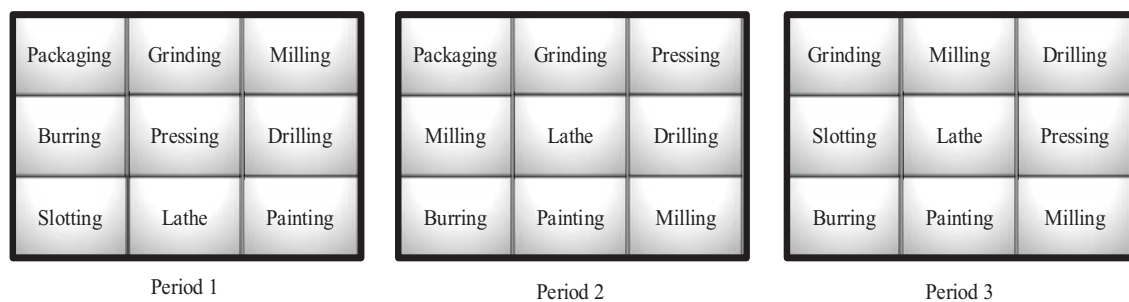 Packaging Grinding Milling
Burring Pressing Drilling
Slotting Lathe Painting
Period 1
Packaging Grinding Pressing
Milling Lathe Drilling
Burring Painting Milling
Period 2
Grinding Milling Drilling
Slotting Lathe Pressing
Burring Painting Milling
Period 3